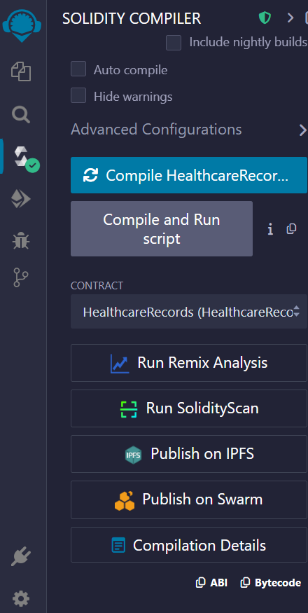 SOLIDITY COMPILER
Include nightly builds
Auto compile
Hide warnings
Advanced Configurations
Compile HealthcareRecor...
Compile and Run
script
CONTRACT
HealthcareRecords (HealthcareReco
Run Remix Analysis
Run SolidityScan
IPFS Publish on IPFS
Publish on Swarm
Compilation Details
ABI Bytecode